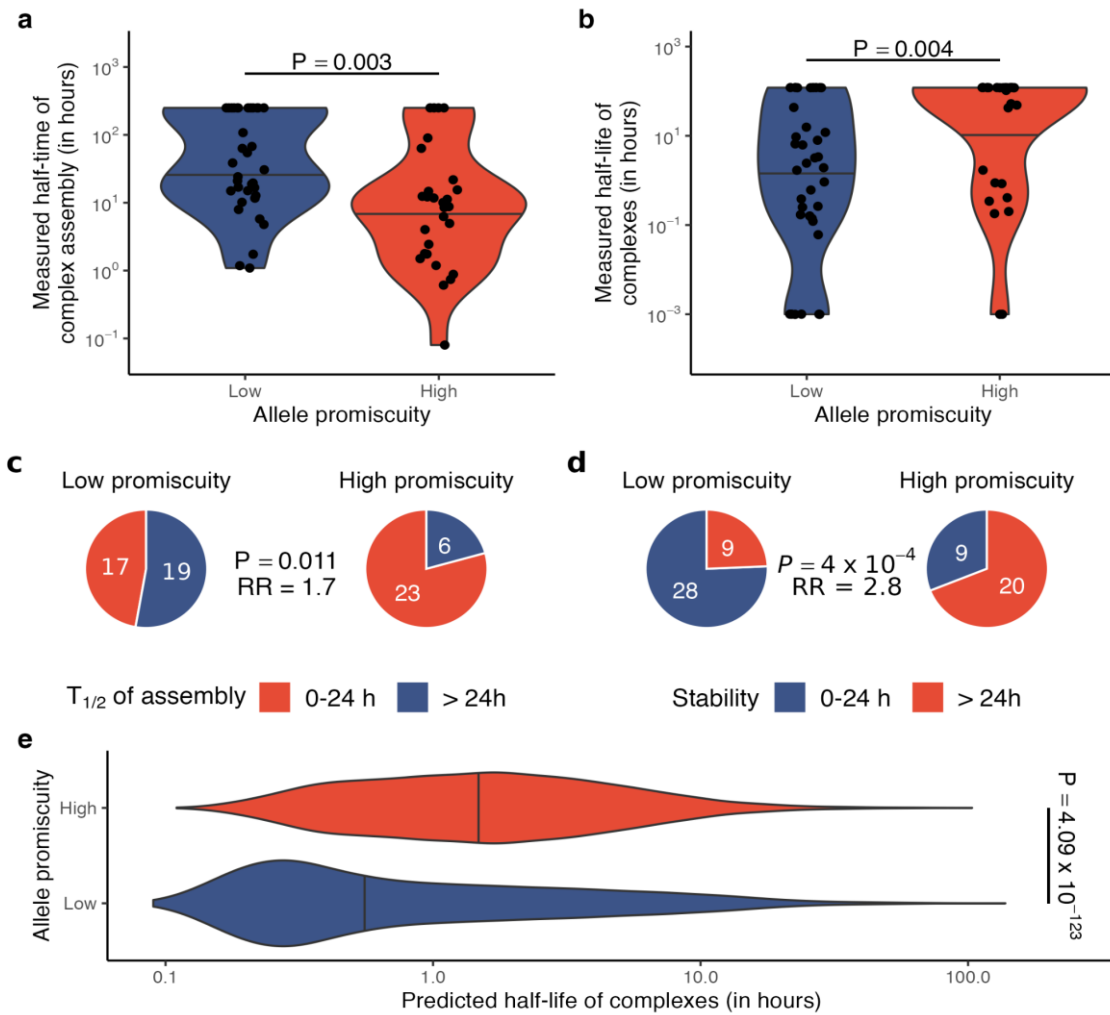 a
Measured half-time of
complex assembly (in hours)
10³
10²
10¹
10⁰
10⁻¹
P = 0.003
Low
High
Allele promiscuity
b
Measured half-life of
complexes (in hours)
10³
10¹
10⁻¹
10⁻³
P = 0.004
Low
High
Allele promiscuity
c
Low promiscuity
High promiscuity
17
19
P = 0.011
RR = 1.7
6
23
T1/2 of assembly
0-24 h
> 24h
d
Low promiscuity
High promiscuity
9
28
P = 4 x 10⁻⁴
RR = 2.8
9
20
Stability
0-24 h
> 24h
e
Allele promiscuity
High
Low
P = 4.09 x 10⁻¹²³
0.1
1.0
10.0
100.0
Predicted half-life of complexes (in hours)